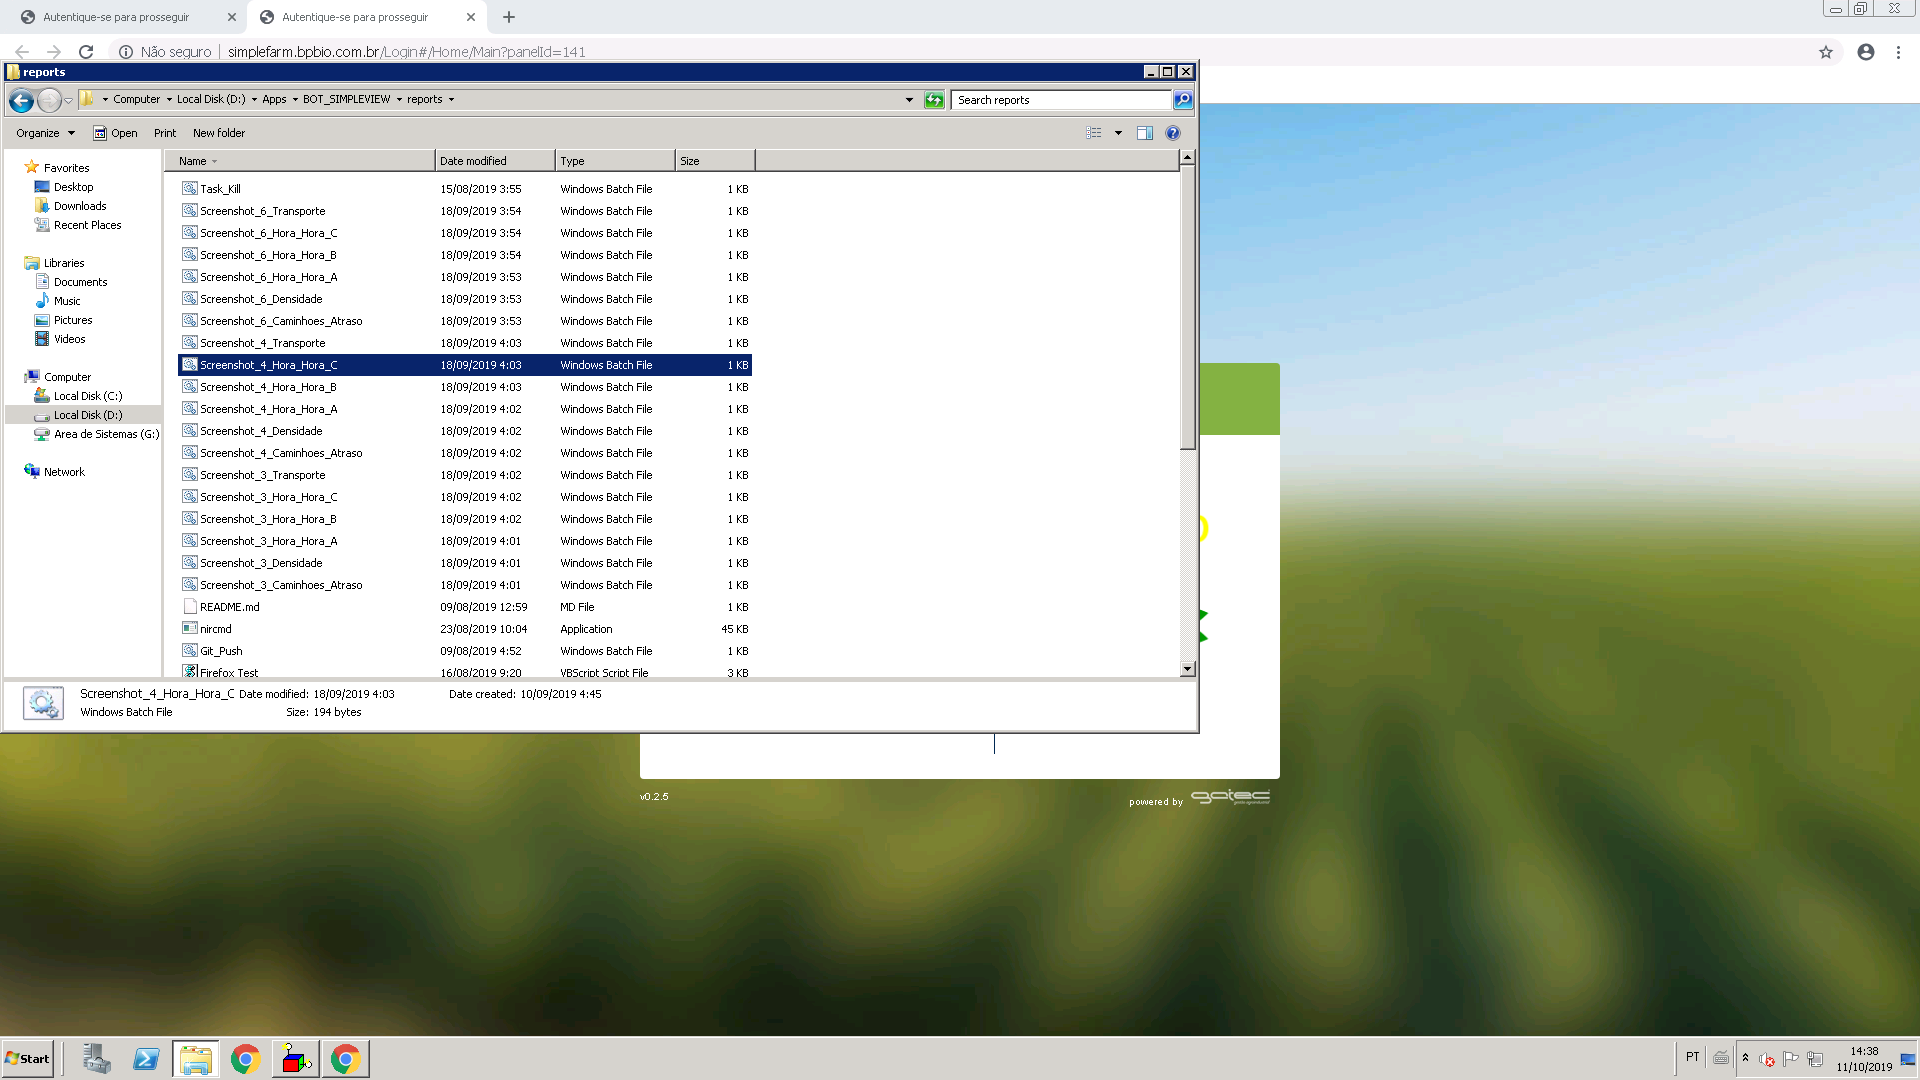 Autentique-se para prosseguir
Autentique-se para prosseguir
Não seguro
simplefarm.bpbio.com.br/Login#/Home/Main?panelId=141
reports
Computer Local Disk (D:) Apps BOT_SIMPLEVIEW reports
Search reports
Organize Open Print New folder
Name Date modified Type Size
Task_Kill 15/08/2019 3:55 Windows Batch File 1 KB
Screenshot_6_Transporte 18/09/2019 3:54 Windows Batch File 1 KB
Screenshot_6_Hora_Hora_C 18/09/2019 3:54 Windows Batch File 1 KB
Screenshot_6_Hora_Hora_B 18/09/2019 3:54 Windows Batch File 1 KB
Screenshot_6_Hora_Hora_A 18/09/2019 3:53 Windows Batch File 1 KB
Screenshot_6_Densidade 18/09/2019 3:53 Windows Batch File 1 KB
Screenshot_6_Caminhoes_Atraso 18/09/2019 3:53 Windows Batch File 1 KB
Screenshot_4_Transporte 18/09/2019 4:03 Windows Batch File 1 KB
Screenshot_4_Hora_Hora_C 18/09/2019 4:03 Windows Batch File 1 KB
Screenshot_4_Hora_Hora_B 18/09/2019 4:03 Windows Batch File 1 KB
Screenshot_4_Hora_Hora_A 18/09/2019 4:02 Windows Batch File 1 KB
Screenshot_4_Densidade 18/09/2019 4:02 Windows Batch File 1 KB
Screenshot_4_Caminhoes_Atraso 18/09/2019 4:02 Windows Batch File 1 KB
Screenshot_3_Transporte 18/09/2019 4:02 Windows Batch File 1 KB
Screenshot_3_Hora_Hora_C 18/09/2019 4:02 Windows Batch File 1 KB
Screenshot_3_Hora_Hora_B 18/09/2019 4:02 Windows Batch File 1 KB
Screenshot_3_Hora_Hora_A 18/09/2019 4:01 Windows Batch File 1 KB
Screenshot_3_Densidade 18/09/2019 4:01 Windows Batch File 1 KB
Screenshot_3_Caminhoes_Atraso 18/09/2019 4:01 Windows Batch File 1 KB
README.md 09/08/2019 12:59 MD File 1 KB
nircmd 23/08/2019 10:04 Application 45 KB
Git_Push 09/08/2019 4:52 Windows Batch File 1 KB
Firefox Test 16/08/2019 9:20 VBScript Script File 3 KB
Favorites
Desktop
Downloads
Recent Places
Libraries
Documents
Music
Pictures
Videos
Computer
Local Disk (C:)
Local Disk (D:)
Area de Sistemas (G:)
Network
Screenshot_4_Hora_Hora_C Date modified: 18/09/2019 4:03 Date created: 10/09/2019 4:45
Windows Batch File Size: 194 bytes
v0.2.5
powered by gatec
Start
PT
14:38
11/10/2019